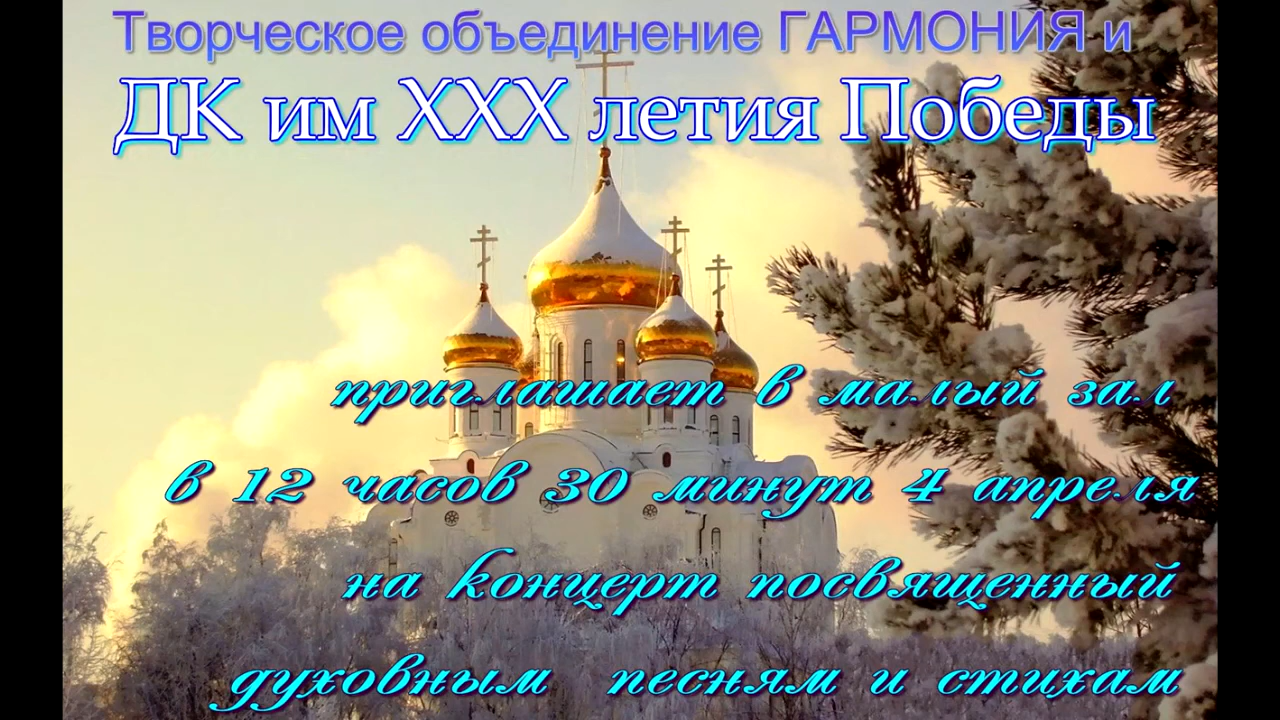 Творческое объединение ГАРМОНИЯ и
ДК им XXX летия Победы
приглашает в малый зал
в 12 часов 30 минут 4 апреля
на концерт посвященный
духовным песням и стихам